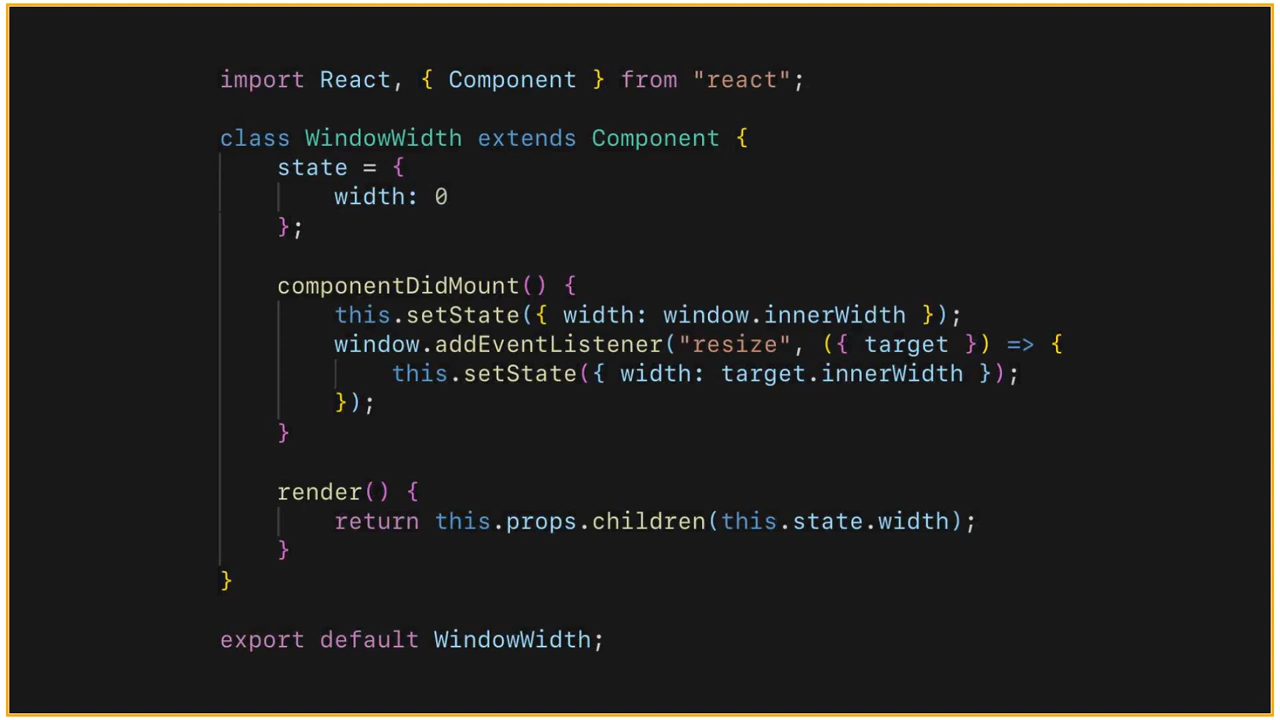 import React, { Component } from "react";
class WindowWidth extends Component {
    state = {
        width: 0
    };
    componentDidMount() {
        this.setState({ width: window.innerWidth });
        window.addEventListener("resize", ({ target }) => {
            this.setState({ width: target.innerWidth });
        });
    }
    render() {
        return this.props.children(this.state.width);
    }
}
export default WindowWidth;